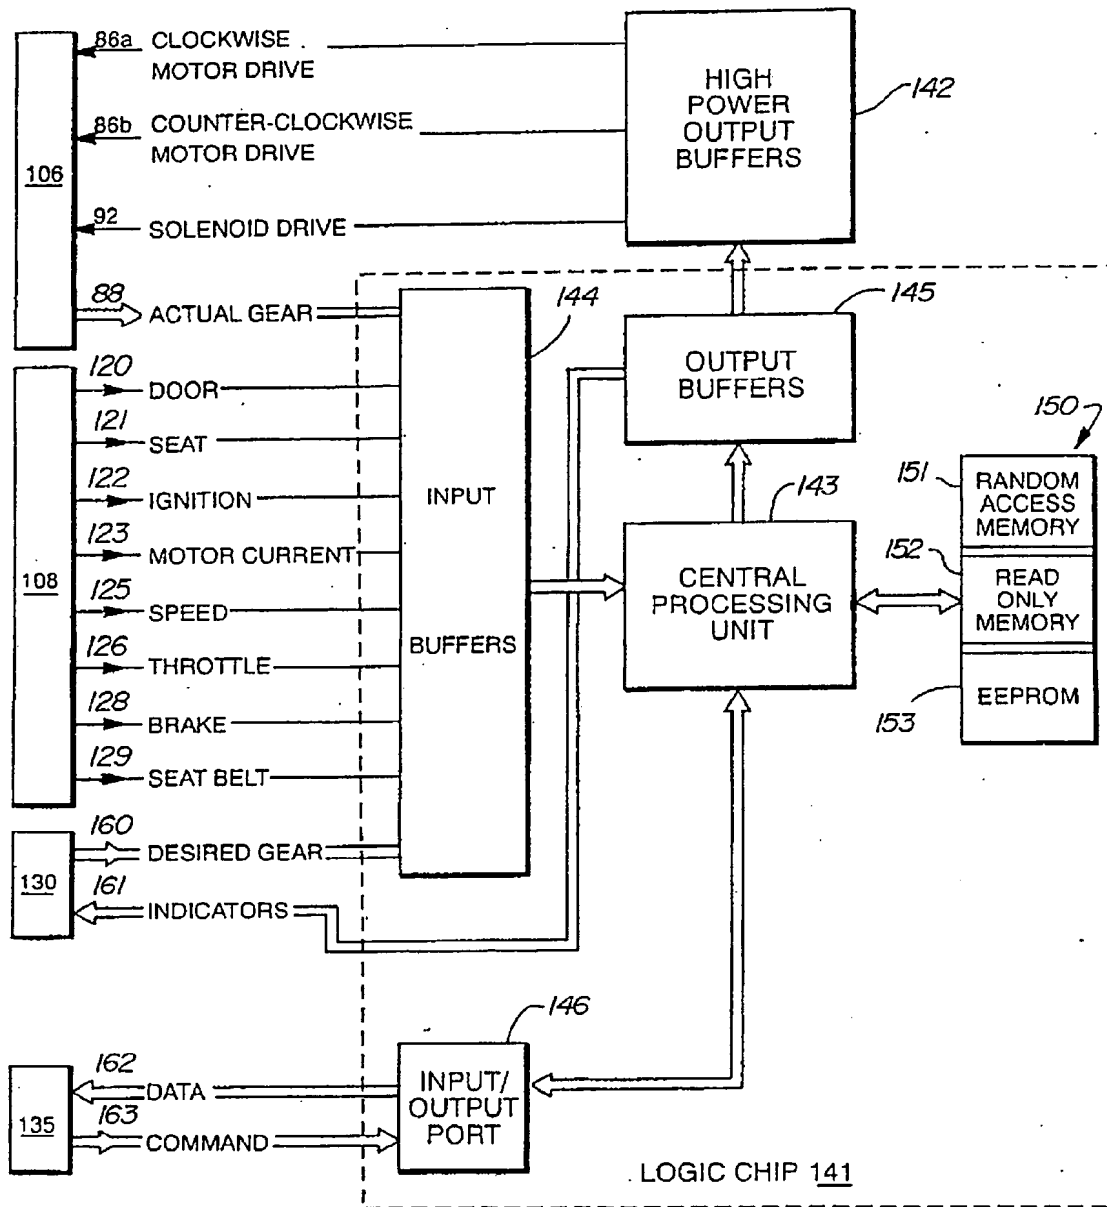 86a CLOCKWISE
MOTOR DRIVE
86b COUNTER-CLOCKWISE
MOTOR DRIVE
106
92 SOLENOID DRIVE
88 ACTUAL GEAR
HIGH
POWER
OUTPUT
BUFFERS
142
144
145
OUTPUT
BUFFERS
120 DOOR
121 SEAT
122 IGNITION
123 MOTOR CURRENT
108
125 SPEED
126 THROTTLE
128 BRAKE
129 SEAT BELT
INPUT
BUFFERS
143
CENTRAL
PROCESSING
UNIT
150
151
RANDOM
ACCESS
MEMORY
152
READ
ONLY
MEMORY
153
EEPROM
160 DESIRED GEAR
130
161 INDICATORS
146
INPUT/
OUTPUT
PORT
162 DATA
135
163 COMMAND
LOGIC CHIP 141